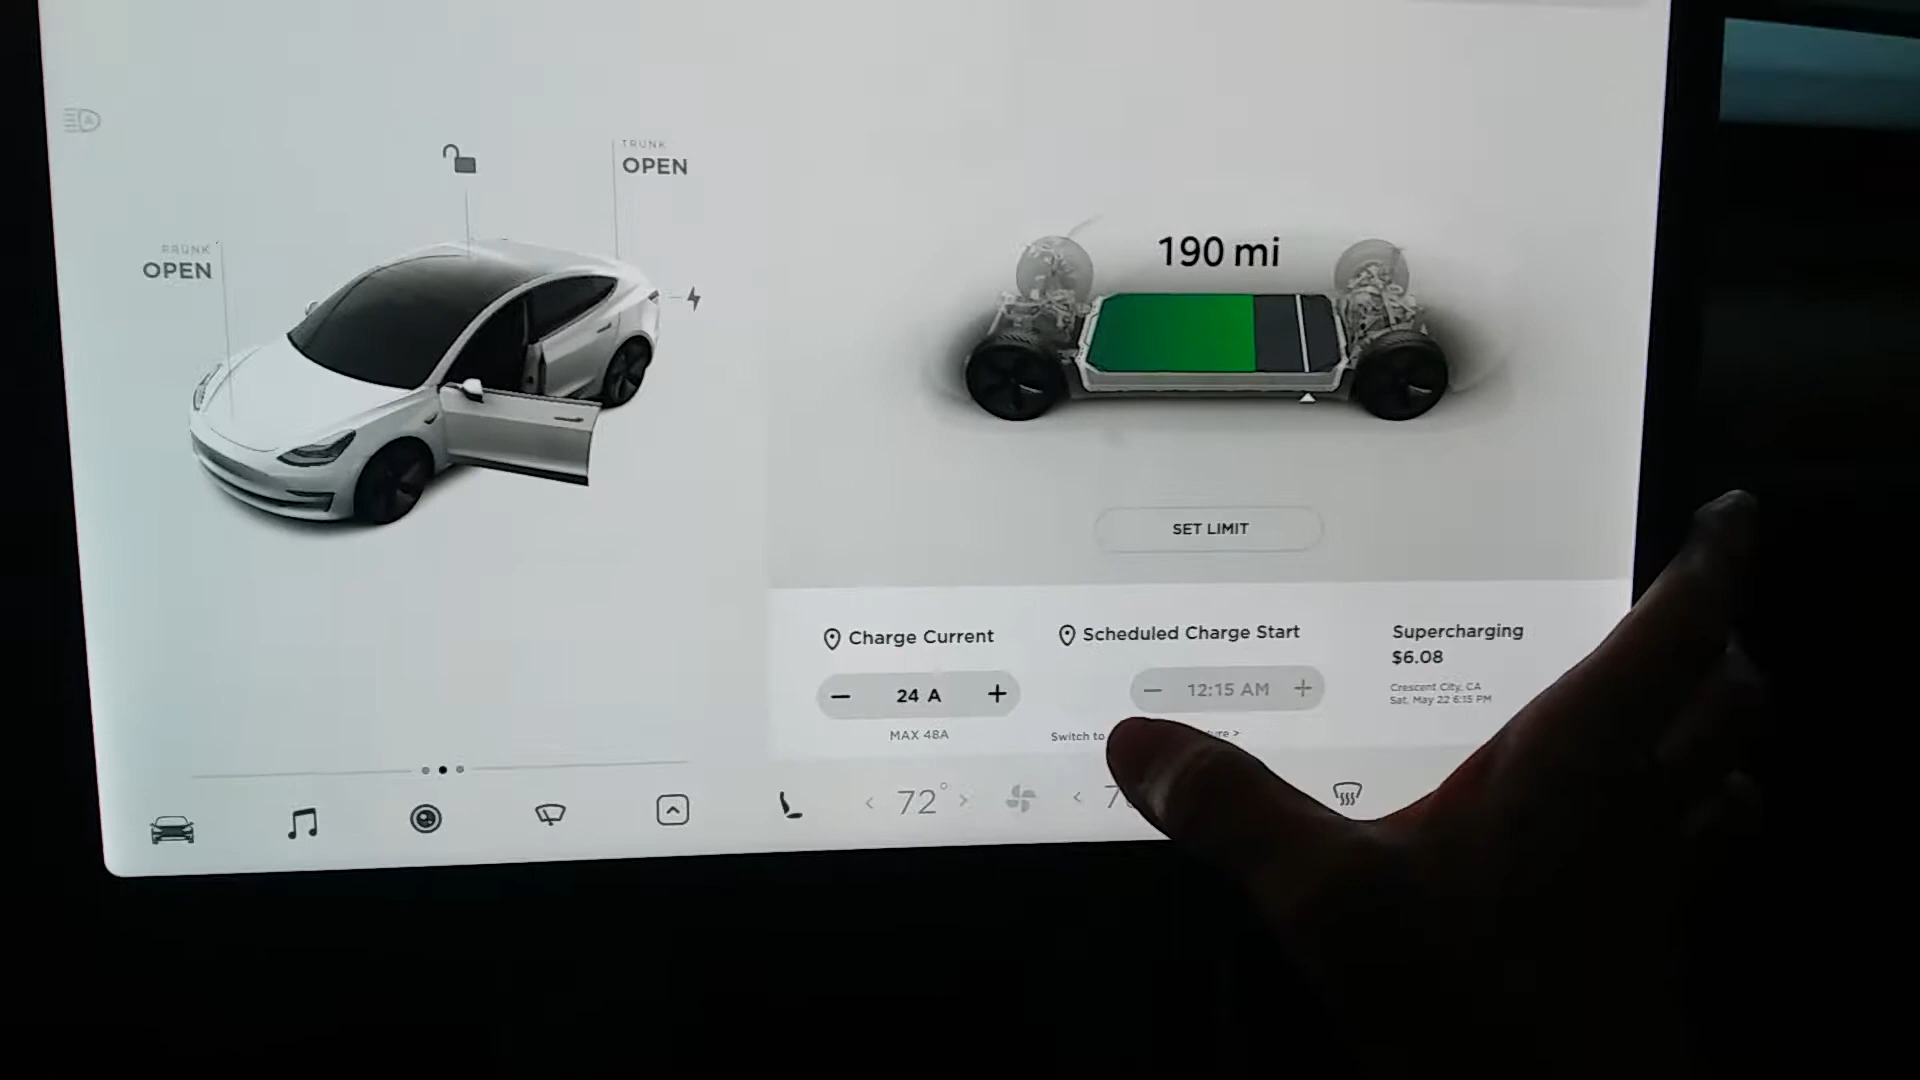 TRUNK
OPEN
FRUNK
OPEN
190 mi
SET LIMIT
Charge Current
24 A
MAX 48A
Scheduled Charge Start
12:15 AM
Switch to
Supercharging
$6.08
Crescent City, CA
Sat, May 22 6:15 PM
72°